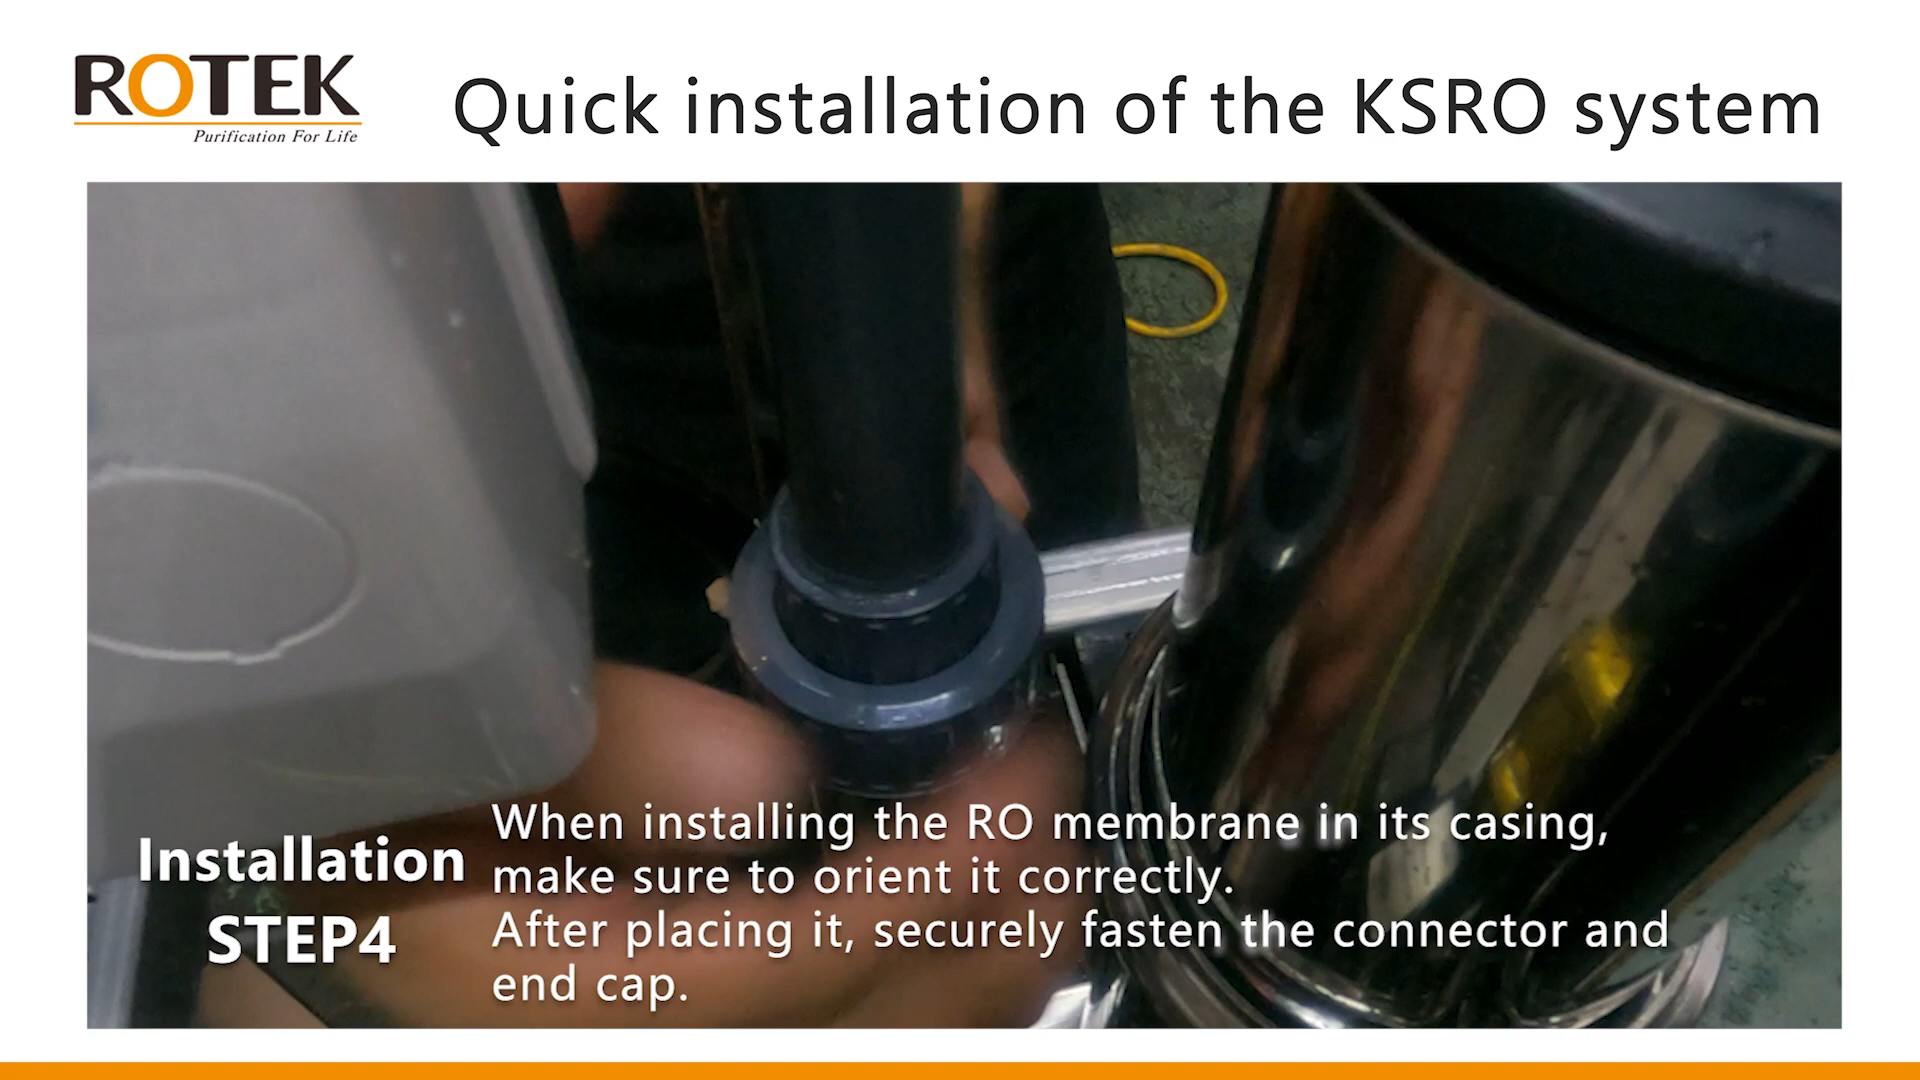 ROTEK
Purification For Life
Quick installation of the KSRO system
Installation
STEP4
When installing the RO membrane in its casing,
make sure to orient it correctly.
After placing it, securely fasten the connector and
end cap.